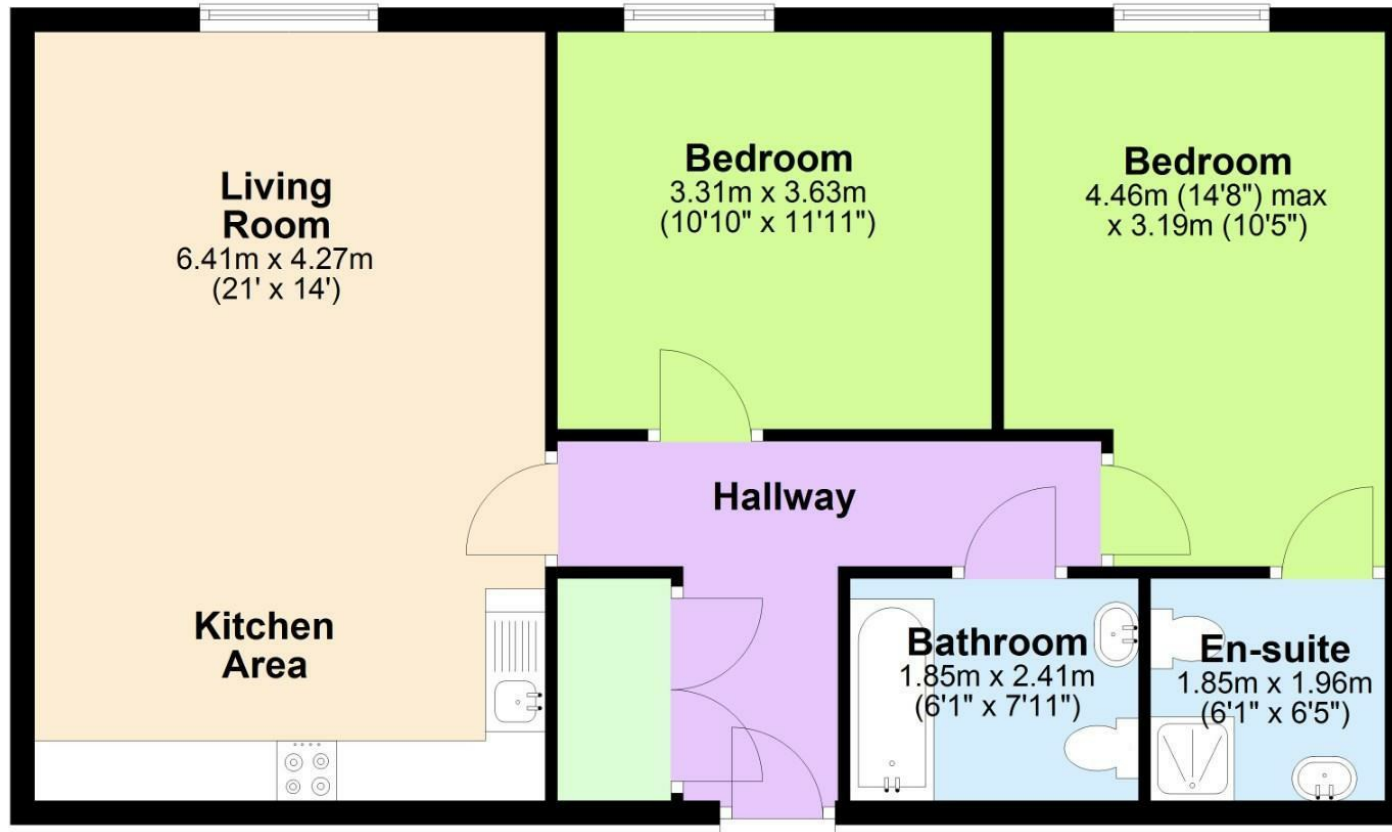 Living
Room
6.41m x 4.27m
(21' x 14')
Bedroom
3.31m x 3.63m
(10'10" x 11'11")
Bedroom
4.46m (14'8") max
x 3.19m (10'5")
Hallway
Kitchen
Area
Bathroom
1.85m x 2.41m
(6'1" x 7'11")
En-suite
1.85m x 1.96m
(6'1" x 6'5")